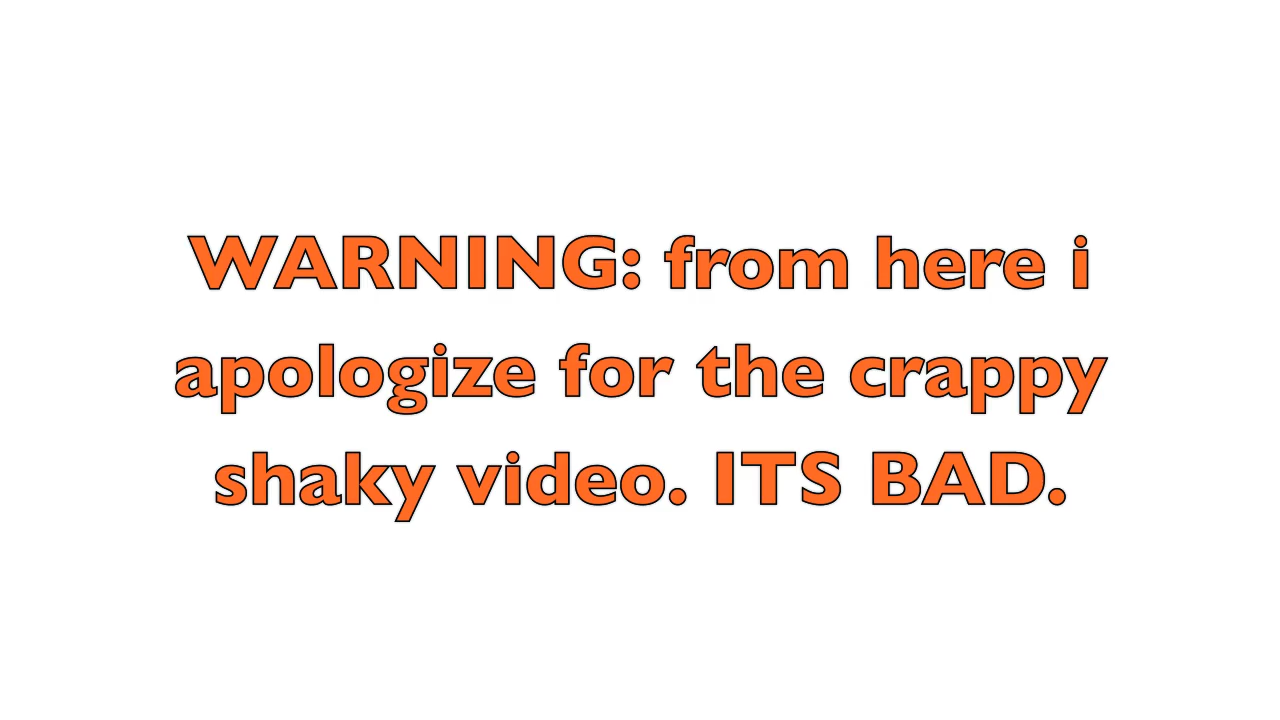 WARNING: from here i
apologize for the crappy
shaky video. ITS BAD.